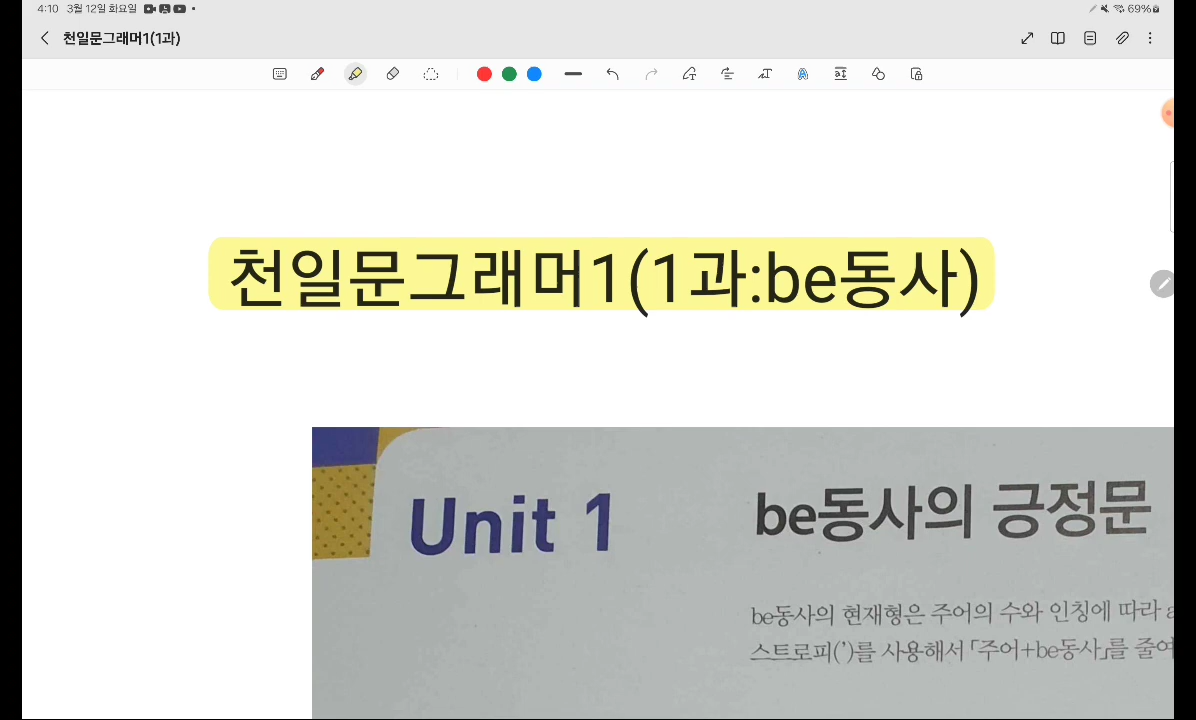 4:10 3월 12일 화요일
69%
천일문그래머1(1과)
천일문그래머1(1과:be동사)
Unit 1 be동사의 긍정문
be동사의 현재형은 주어의 수와 인칭에 따라 a
스트로피(’)를 사용해서 「주어+be동사」를 줄여